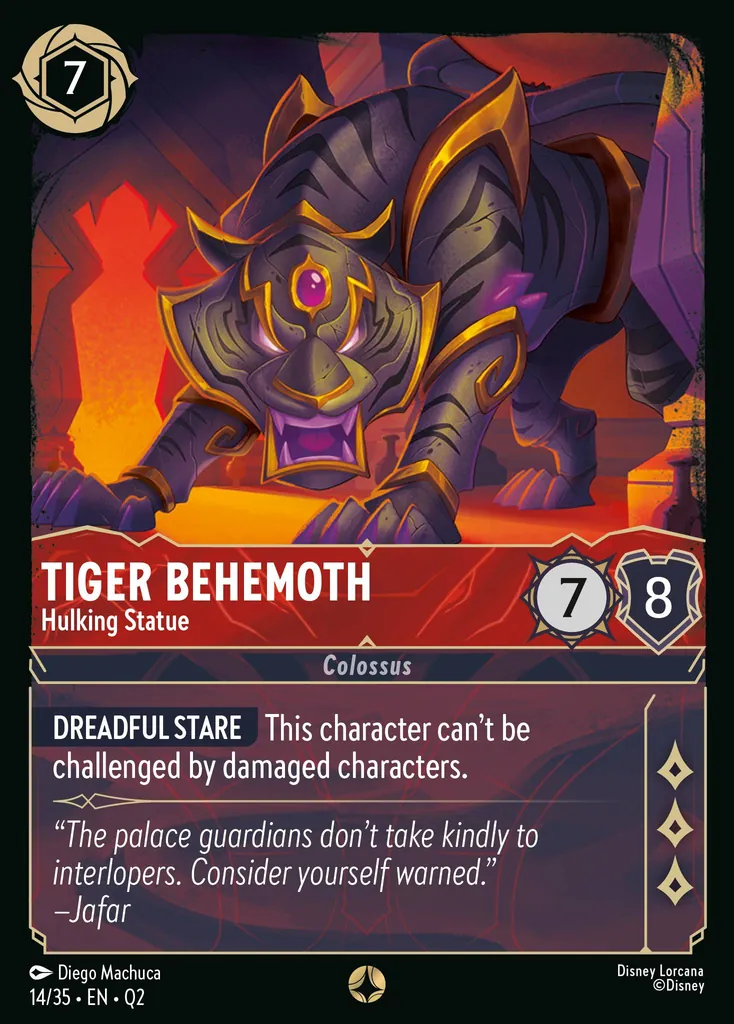 7
TIGER BEHEMOTH
Hulking Statue
7
8
Colossus
DREADFUL STARE This character can’t be
challenged by damaged characters.
“The palace guardians don’t take kindly to
interlopers. Consider yourself warned.”
–Jafar
Diego Machuca
14/35 • EN • Q2
Disney Lorcana
©Disney